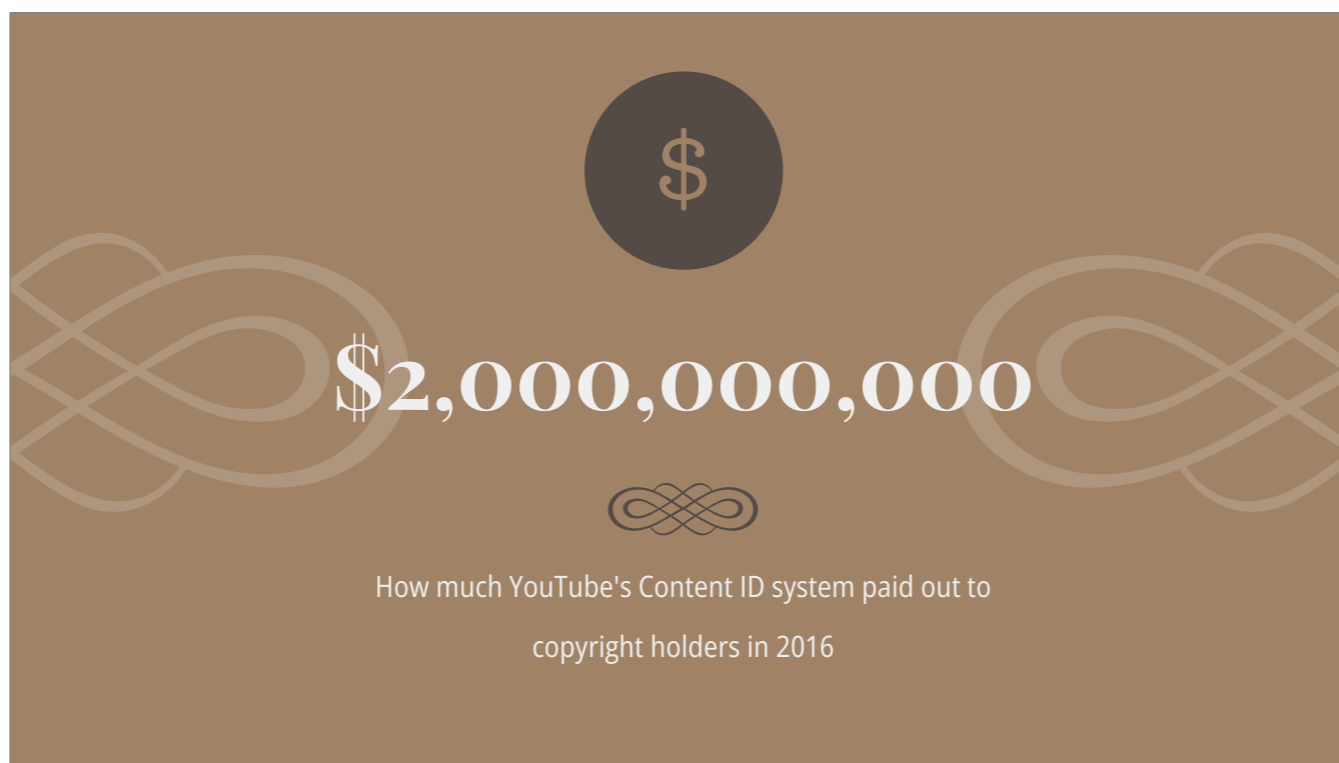 $
$2,000,000,000
How much YouTube's Content ID system paid out to
copyright holders in 2016